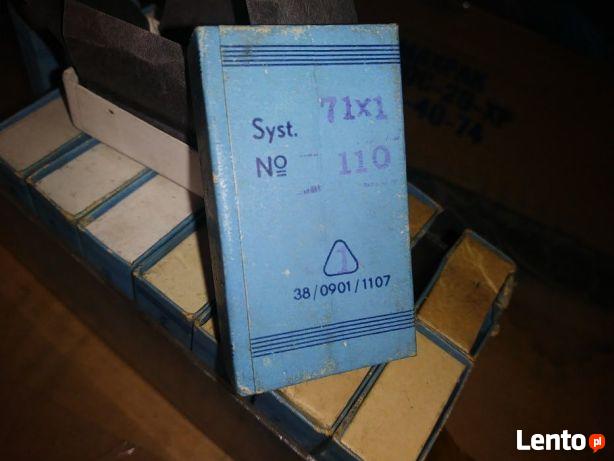 Syst. 71x1
Nº 110
1
38/0901/1107
Lento.pl